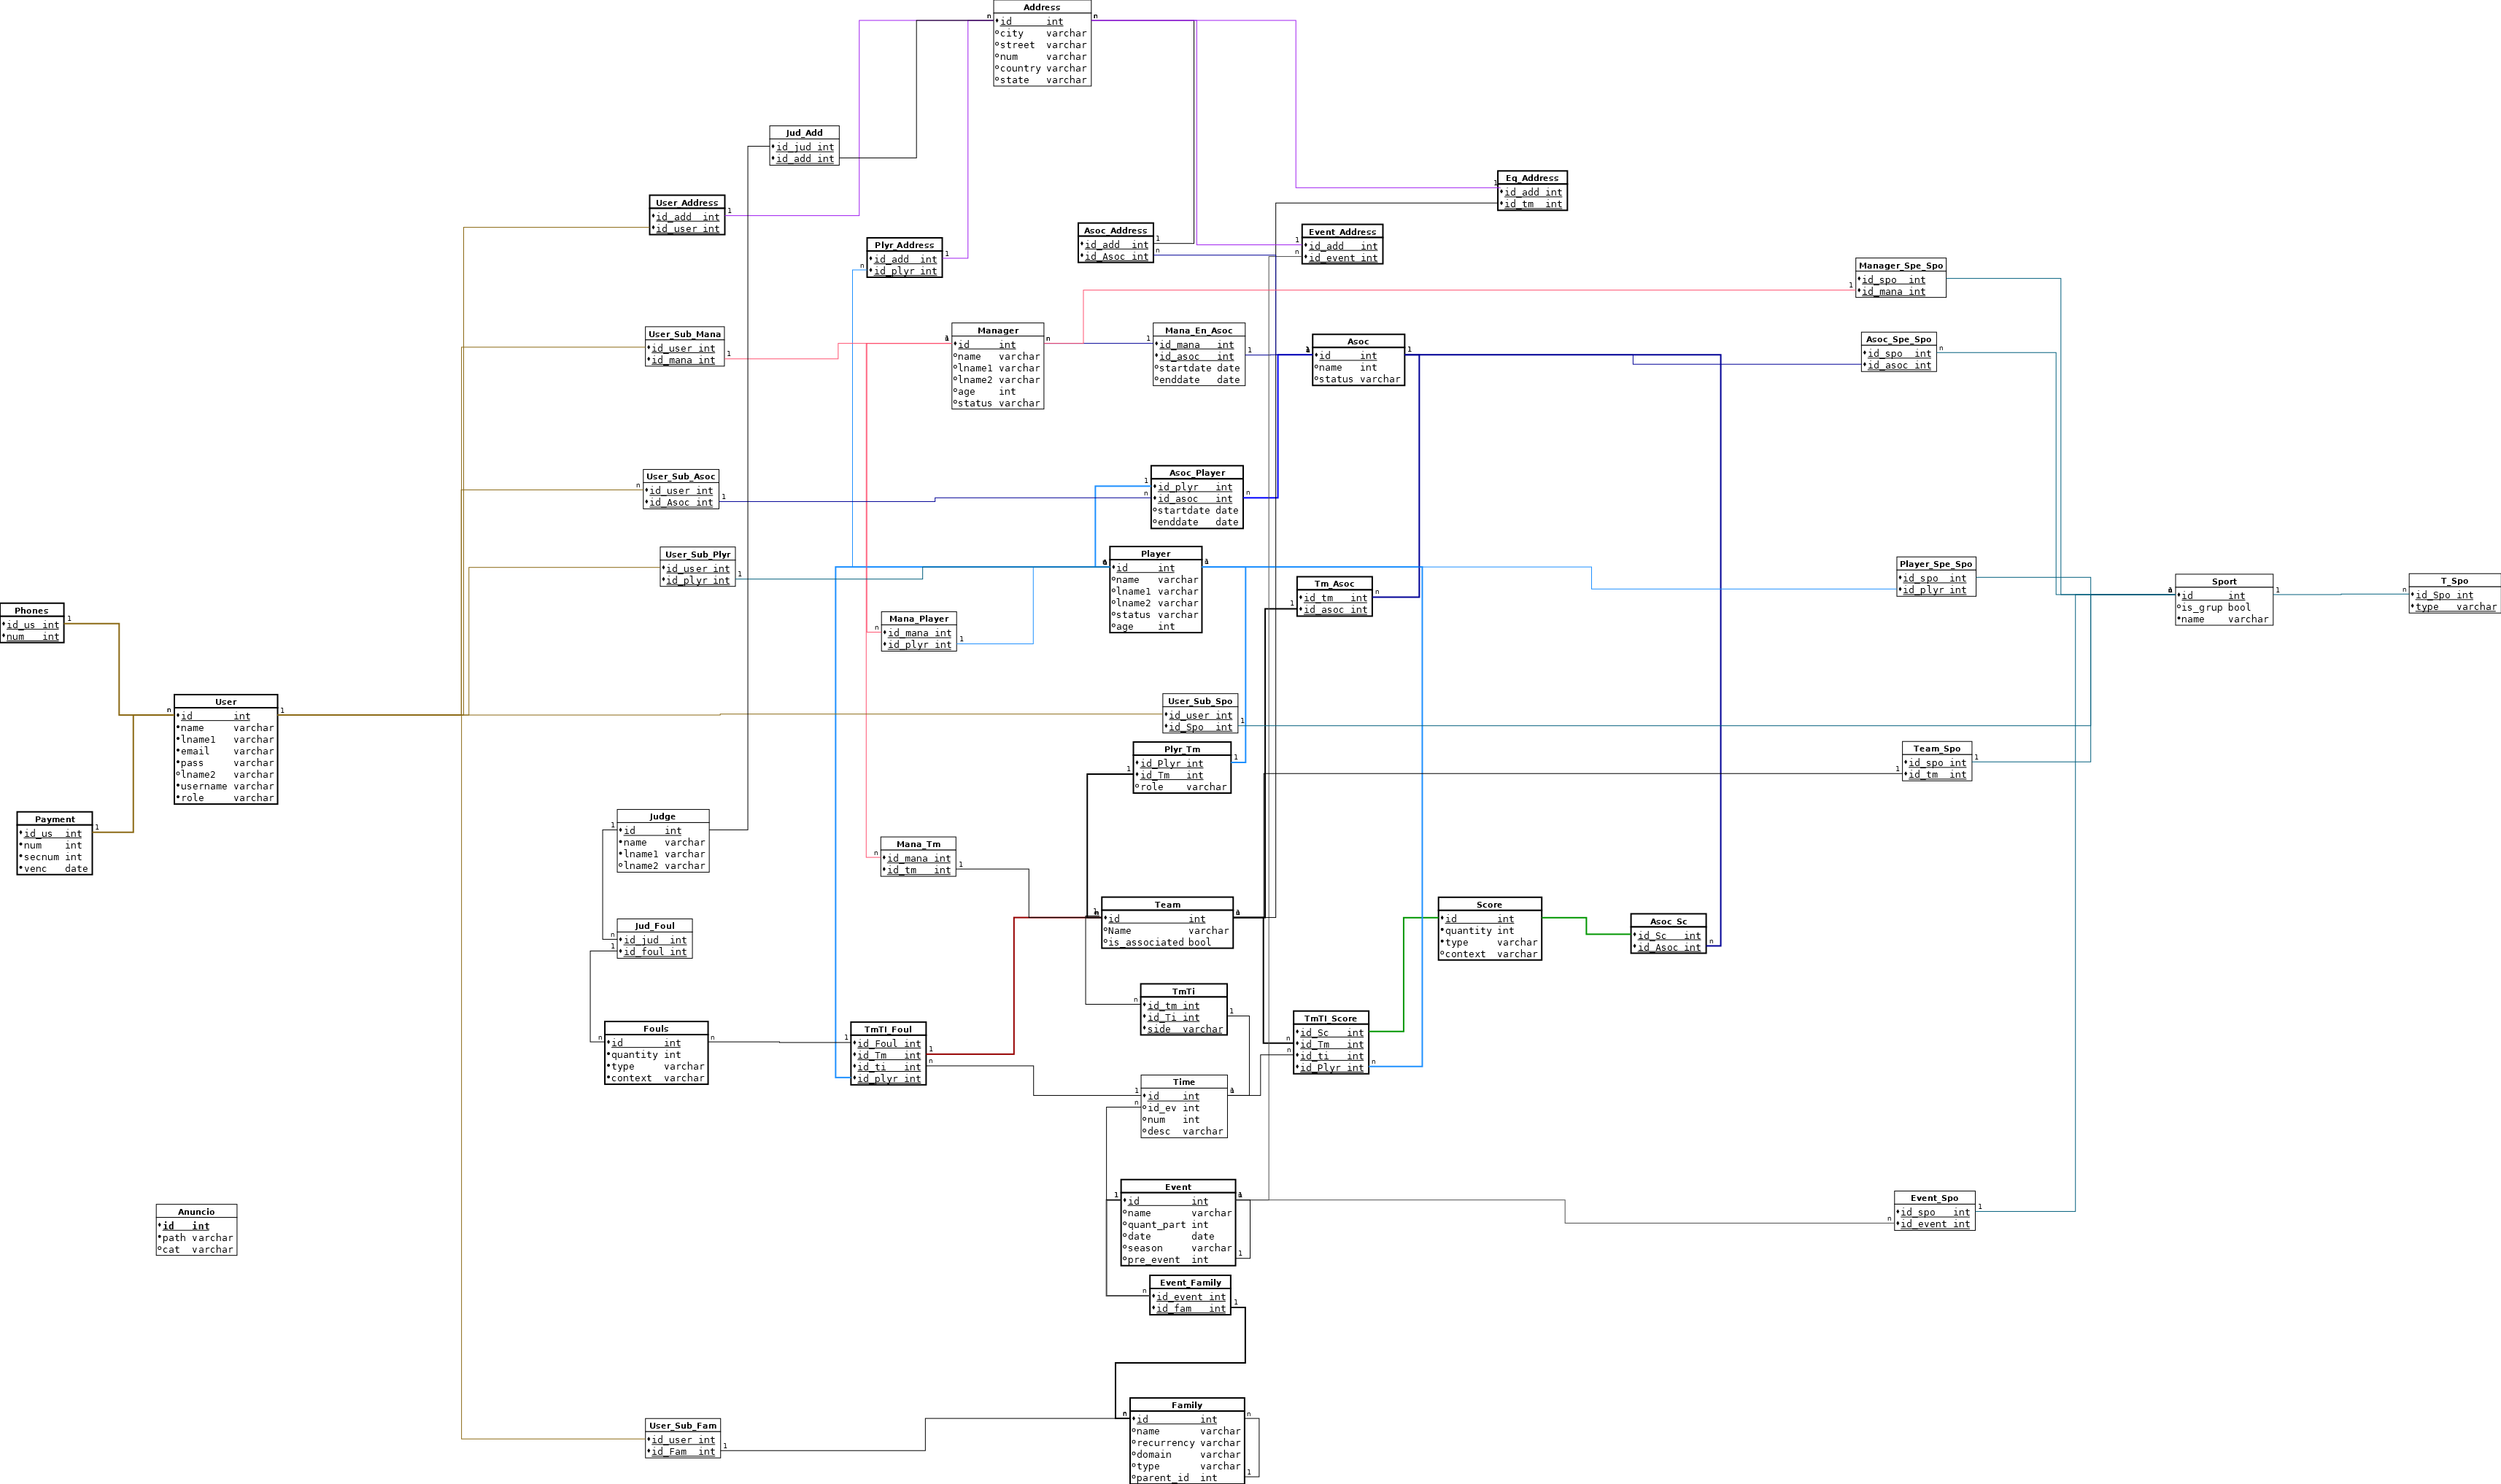 Address
id int
city varchar
street varchar
num varchar
country varchar
state varchar
Jud_Add
id_jud int
id_add int
Eq_Address
id_add int
id_tm int
User_Address
id_add int
id_user int
Plyr_Address
id_add int
id_plyr int
Asoc_Address
id_add int
id_Asoc int
Event_Address
id_add int
id_event int
Manager_Spe_Spo
id_spo int
id_mana int
User_Sub_Mana
id_user int
id_mana int
Manager
id int
name varchar
lname1 varchar
lname2 varchar
age int
status varchar
Mana_En_Asoc
id_mana int
id_asoc int
startdate date
enddate date
Asoc
id int
name int
status varchar
Asoc_Spe_Spo
id_spo int
id_asoc int
User_Sub_Asoc
id_user int
id_Asoc int
Asoc_Player
id_plyr int
id_asoc int
startdate date
enddate date
User_Sub_Plyr
id_user int
id_plyr int
Player
id int
name varchar
lname1 varchar
lname2 varchar
status varchar
age int
Tm_Asoc
id_tm int
id_asoc int
Player_Spe_Spo
id_spo int
id_plyr int
Sport
id int
is_grup bool
name varchar
T_Spo
id_Spo int
type varchar
Phones
id_us int
num int
Mana_Player
id_mana int
id_plyr int
User
id int
name varchar
lname1 varchar
email varchar
pass varchar
lname2 varchar
username varchar
role varchar
User_Sub_Spo
id_user int
id_Spo int
Plyr_Tm
id_Plyr int
id_Tm int
role varchar
Team_Spo
id_spo int
id_tm int
Payment
id_us int
num int
secnum int
venc date
Judge
id int
name varchar
lname1 varchar
lname2 varchar
Mana_Tm
id_mana int
id_tm int
Team
id int
Name varchar
is_associated bool
Score
id int
quantity int
type varchar
context varchar
Asoc_Sc
id_Sc int
id_Asoc int
Jud_Foul
id_jud int
id_foul int
TmTi
id_tm int
id_Ti int
side varchar
Fouls
id int
quantity int
type varchar
context varchar
TmTI_Foul
id_Foul int
id_Tm int
id_ti int
id_plyr int
TmTI_Score
id_Sc int
id_Tm int
id_ti int
id_Plyr int
Time
id int
id_ev int
num int
desc varchar
Anuncio
id int
path varchar
cat varchar
Event
id int
name varchar
quant_part int
date date
season varchar
pre_event int
Event_Spo
id_spo int
id_event int
Event_Family
id_event int
id_fam int
User_Sub_Fam
id_user int
id_Fam int
Family
id int
name varchar
recurrency varchar
domain varchar
type varchar
parent_id int